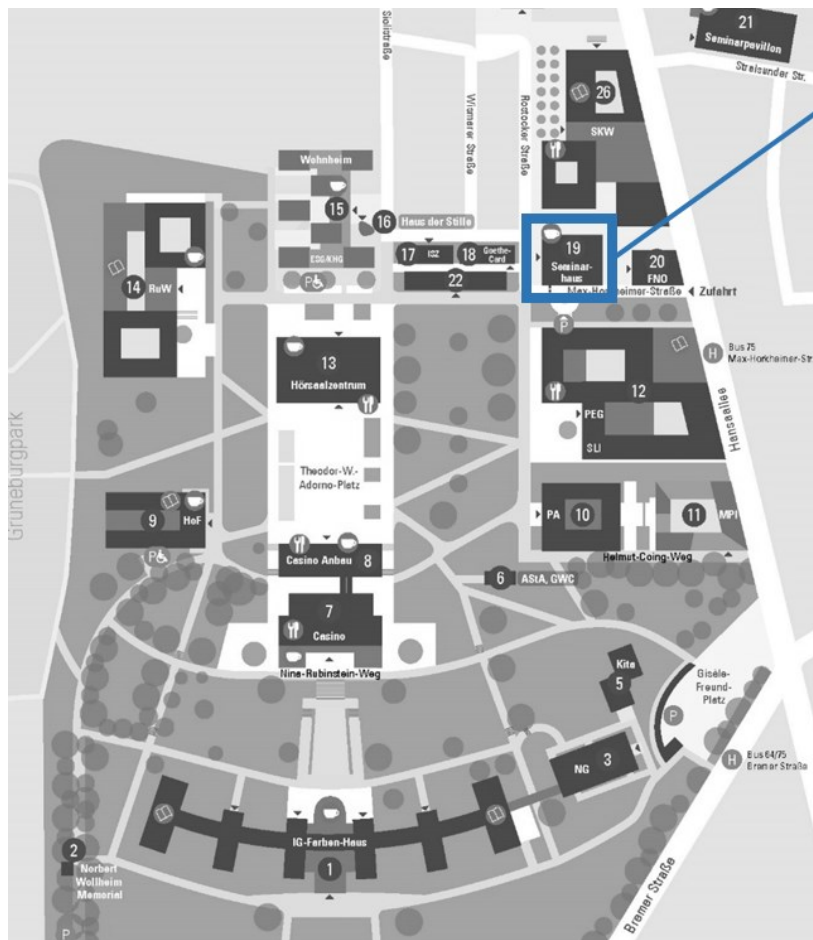 21
Seminarpavillon
Stralsunder Str.
Siolistraße
Wismarer Straße
Rostocker Straße
26
SKW
Wohnheim
15
16
Haus der Stille
ESG/KHG
P
17
ISZ
18
Goethe-
Card
22
19
Seminar-
haus
20
FNO
Max-Horkheimer-Straße
Zufahrt
14
RuW
P
H
Bus 75
Max-Horkheimer-Str
Hansaallee
13
Hörsaalzentrum
12
PEG
SLI
Grüneburgpark
Theodor-W.-
Adorno-Platz
9
HoF
P
PA
10
11
MPI
Helmut-Coing-Weg
Casino Anbau
8
6
AStA, GWC
7
Casino
Nina-Rubinstein-Weg
Kita
5
Gisèle-
Freund-
Platz
P
NG
3
H
Bus 64/75
Bremer Straße
IG-Farben-Haus
1
2
Norbert
Wollheim
Memorial
P
Bremer Straße